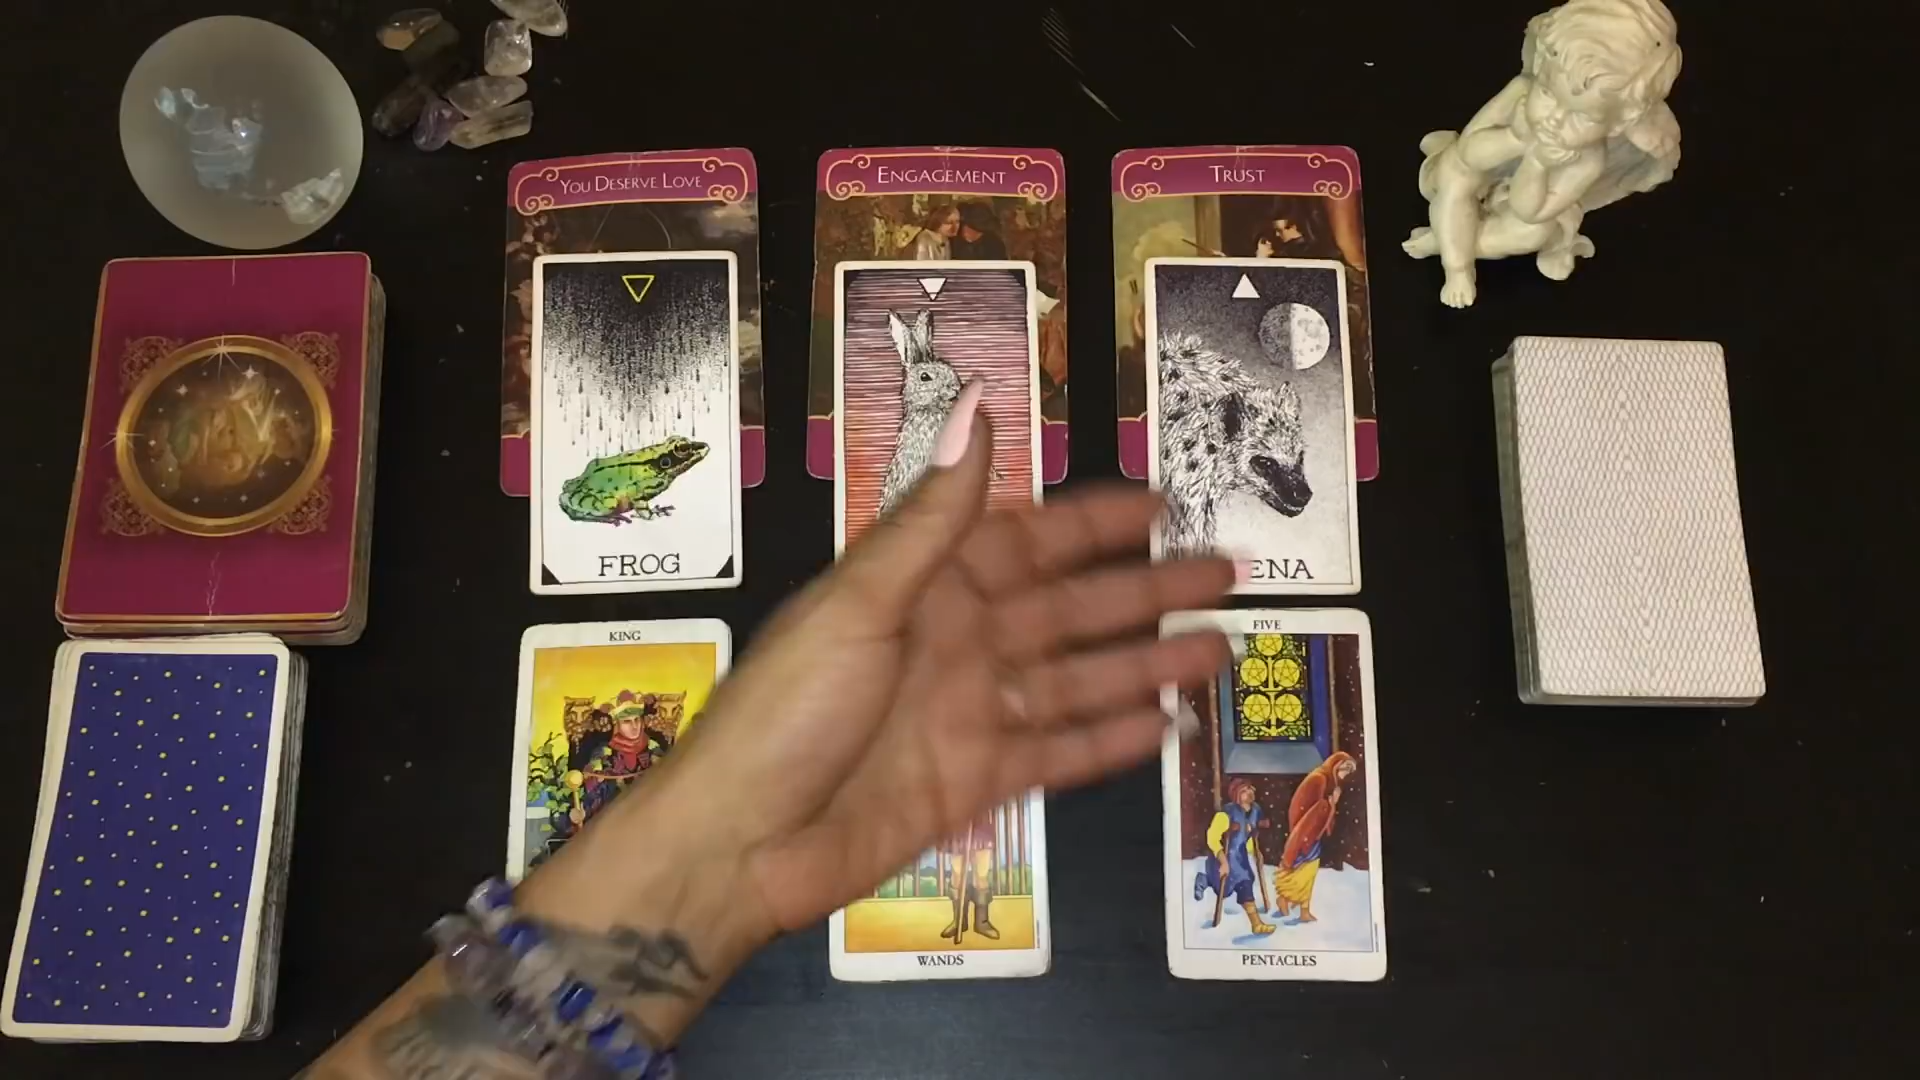 YOU DESERVE LOVE
ENGAGEMENT
TRUST
FROG
ENA
KING
FIVE
WANDS
PENTACLES